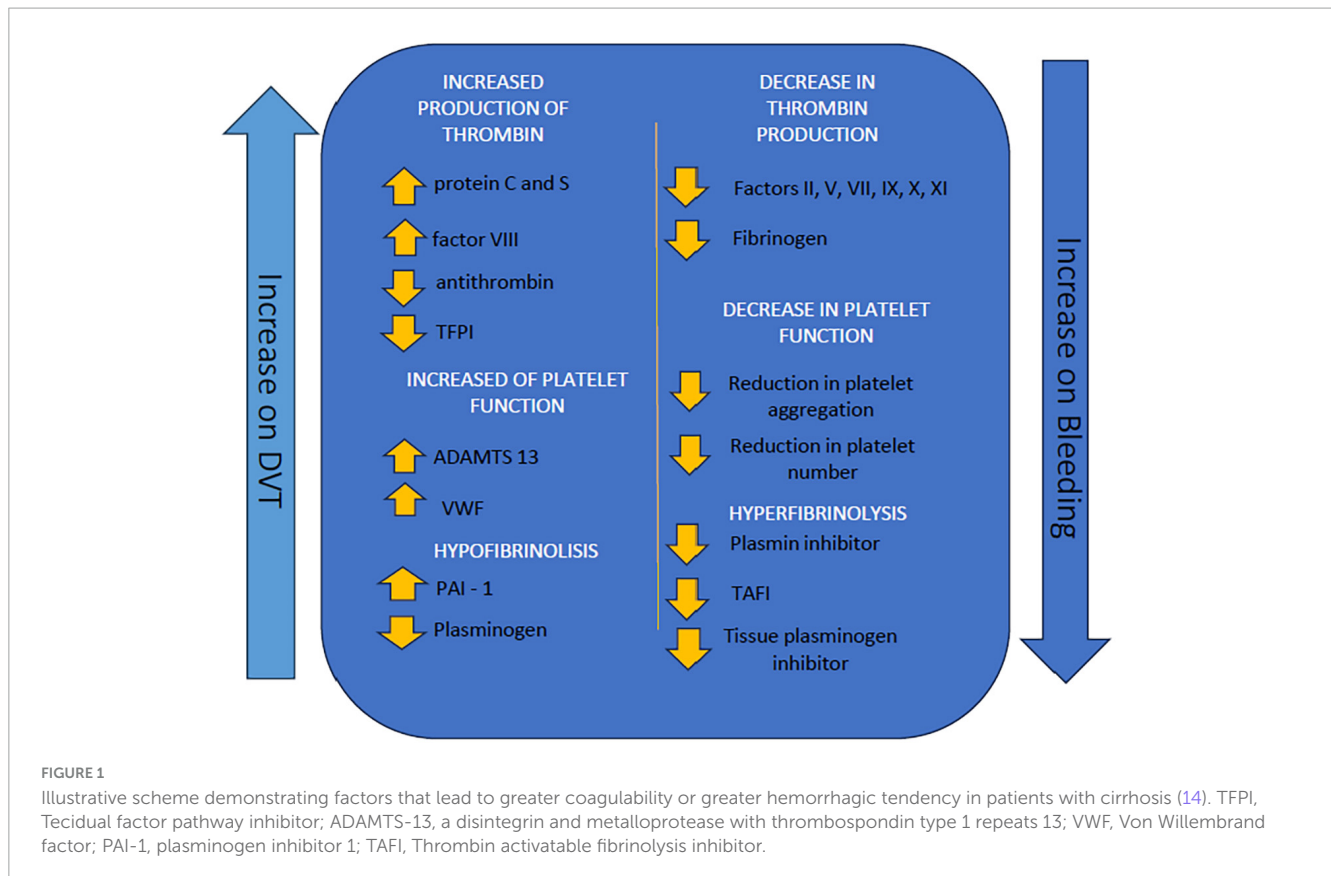 Increase on DVT
INCREASED
PRODUCTION OF
THROMBIN
protein C and S
factor VIII
antithrombin
TFPI
INCREASED OF PLATELET
FUNCTION
ADAMTS 13
VWF
HYPOFIBRINOLISIS
PAI - 1
Plasminogen
DECREASE IN
THROMBIN
PRODUCTION
Factors II, V, VII, IX, X, XI
Fibrinogen
DECREASE IN PLATELET
FUNCTION
Reduction in platelet
aggregation
Reduction in platelet
number
HYPERFIBRINOLYSIS
Plasmin inhibitor
TAFI
Tissue plasminogen
inhibitor
Increase on Bleeding
FIGURE 1
Illustrative scheme demonstrating factors that lead to greater coagulability or greater hemorrhagic tendency in patients with cirrhosis (14). TFPI,
Tecidual factor pathway inhibitor; ADAMTS-13, a disintegrin and metalloprotease with thrombospondin type 1 repeats 13; VWF, Von Willembrand
factor; PAI-1, plasminogen inhibitor 1; TAFI, Thrombin activatable fibrinolysis inhibitor.